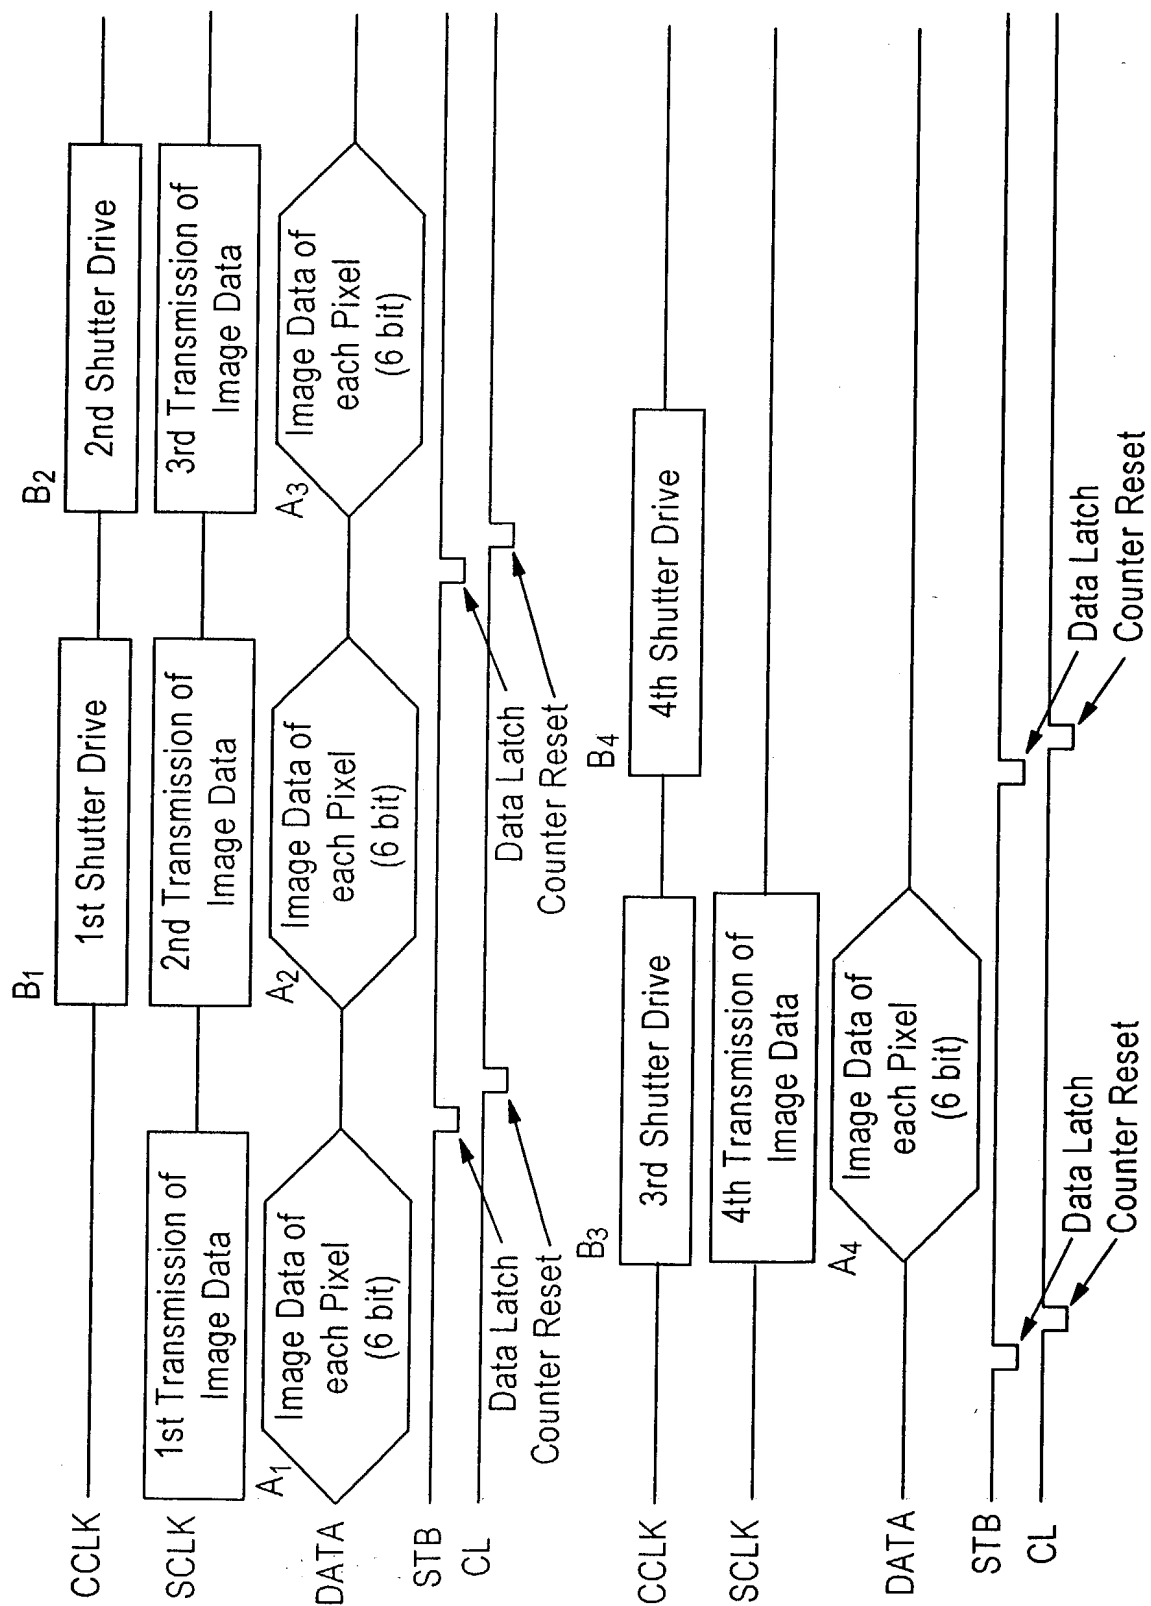 B1
B2
CCLK
1st Shutter Drive
2nd Shutter Drive
SCLK
1st Transmission of
Image Data
2nd Transmission of
Image Data
3rd Transmission of
Image Data
A1
A2
A3
DATA
Image Data of
each Pixel
(6 bit)
Image Data of
each Pixel
(6 bit)
Image Data of
each Pixel
(6 bit)
STB
CL
Data Latch
Counter Reset
Data Latch
Counter Reset
B3
B4
CCLK
3rd Shutter Drive
4th Shutter Drive
SCLK
4th Transmission of
Image Data
A4
DATA
Image Data of
each Pixel
(6 bit)
STB
CL
Data Latch
Counter Reset
Data Latch
Counter Reset